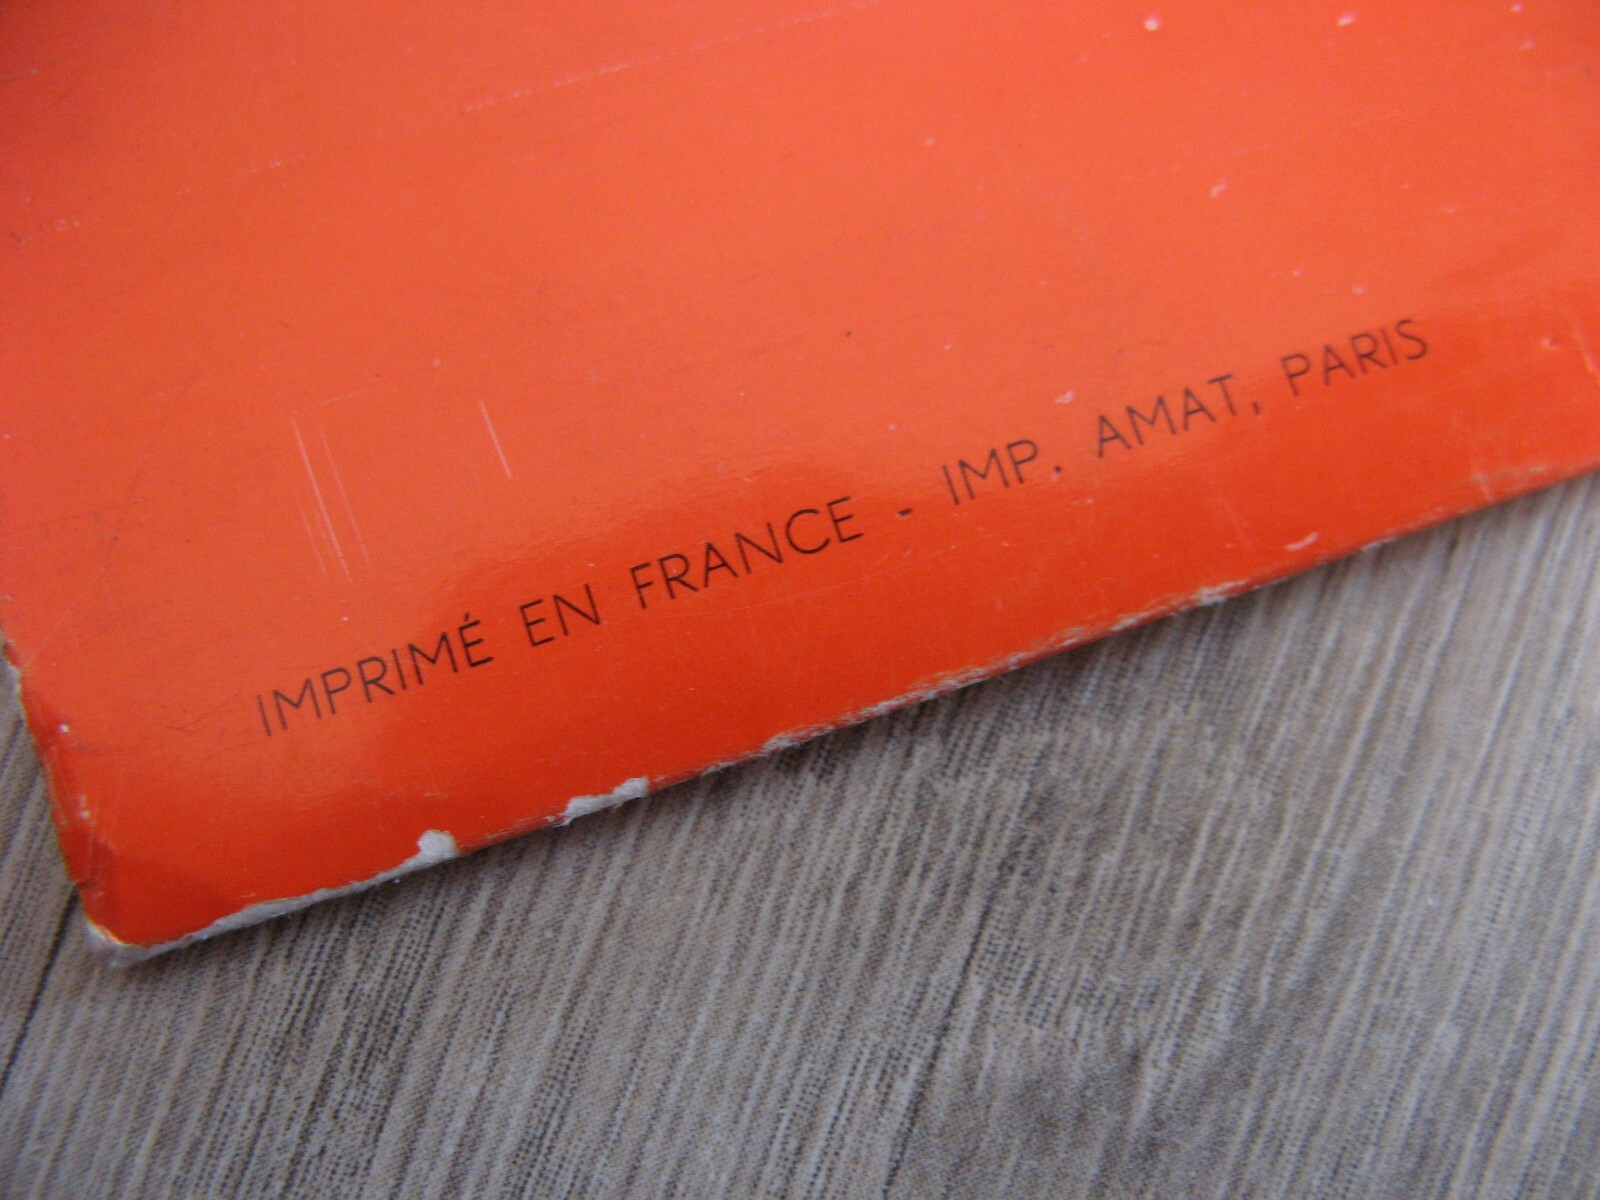 IMPRIMÉ EN FRANCE - IMP. AMAT, PARIS